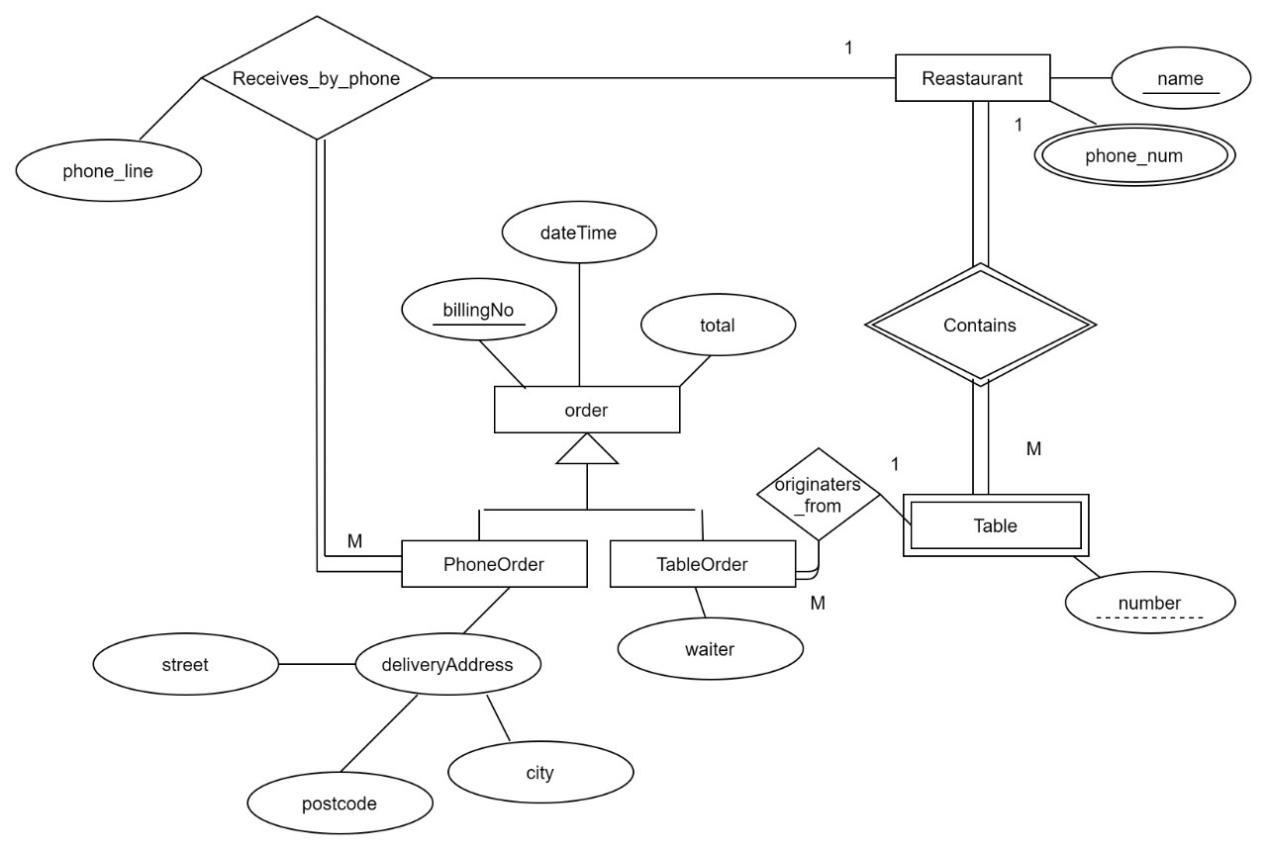 1
Receives_by_phone
Reastaurant
name
1
phone_num
phone_line
dateTime
billingNo
total
Contains
order
M
1
originaters
_from
Table
M
PhoneOrder
TableOrder
number
M
waiter
street
deliveryAddress
city
postcode